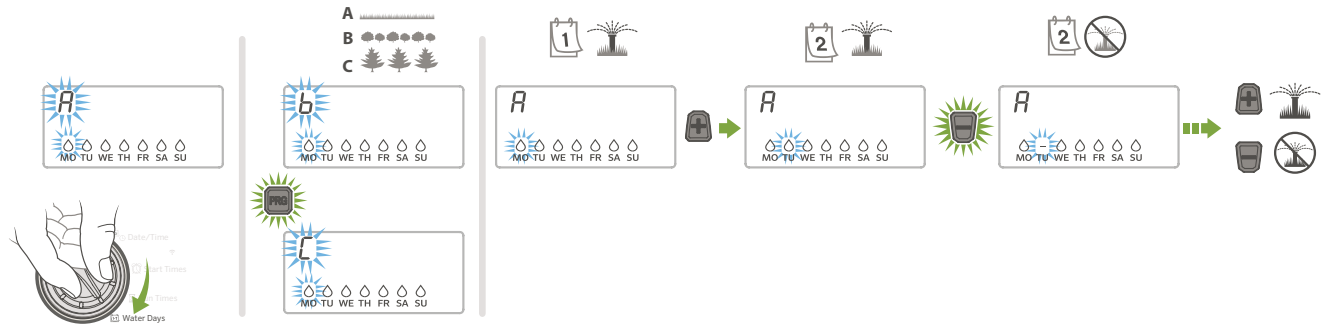 A
B
C
1
2
2
A
MO TU WE TH FR SA SU
b
MO TU WE TH FR SA SU
A
MO TU WE TH FR SA SU
A
MO TU WE TH FR SA SU
A
MO TU WE TH FR SA SU
PRG
C
MO TU WE TH FR SA SU
Date/Time
Start Times
Times
Water Days